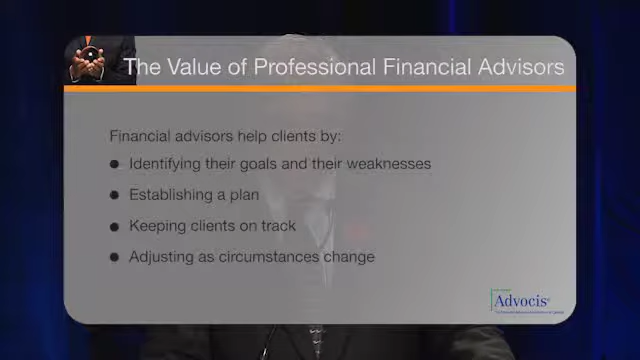 The Value of Professional Financial Advisors
Financial advisors help clients by:
Identifying their goals and their weaknesses
Establishing a plan
Keeping clients on track
Adjusting as circumstances change
Advocis